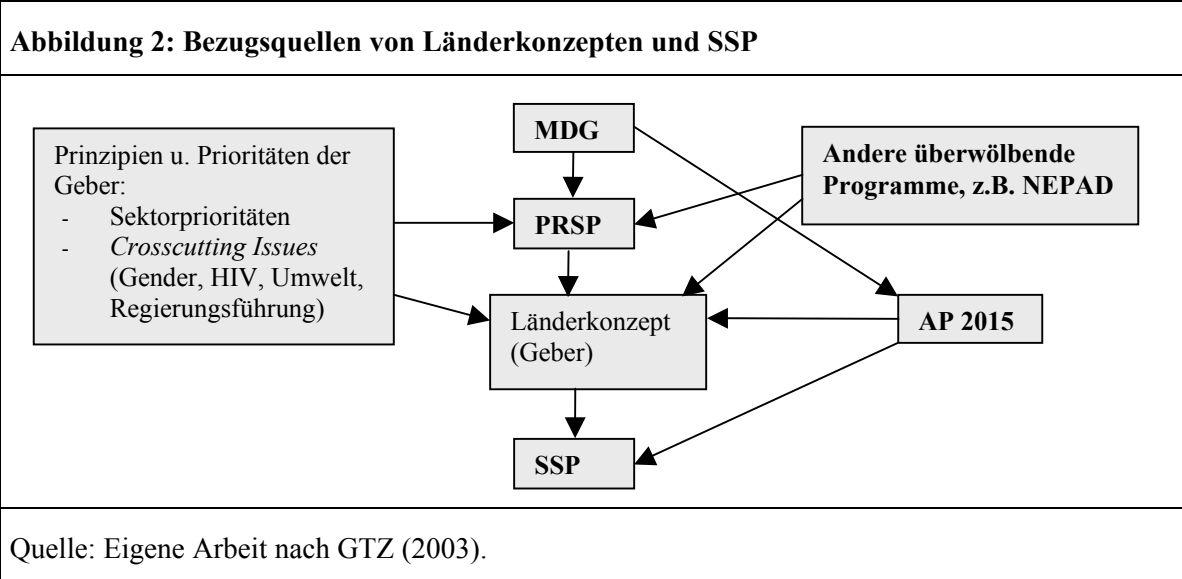 Abbildung 2: Bezugsquellen von Länderkonzepten und SSP
Prinzipien u. Prioritäten der
Geber:
- Sektorprioritäten
- Crosscutting Issues
(Gender, HIV, Umwelt,
Regierungsführung)
MDG
PRSP
Länderkonzept
(Geber)
SSP
Andere überwölbende
Programme, z.B. NEPAD
AP 2015
Quelle: Eigene Arbeit nach GTZ (2003).